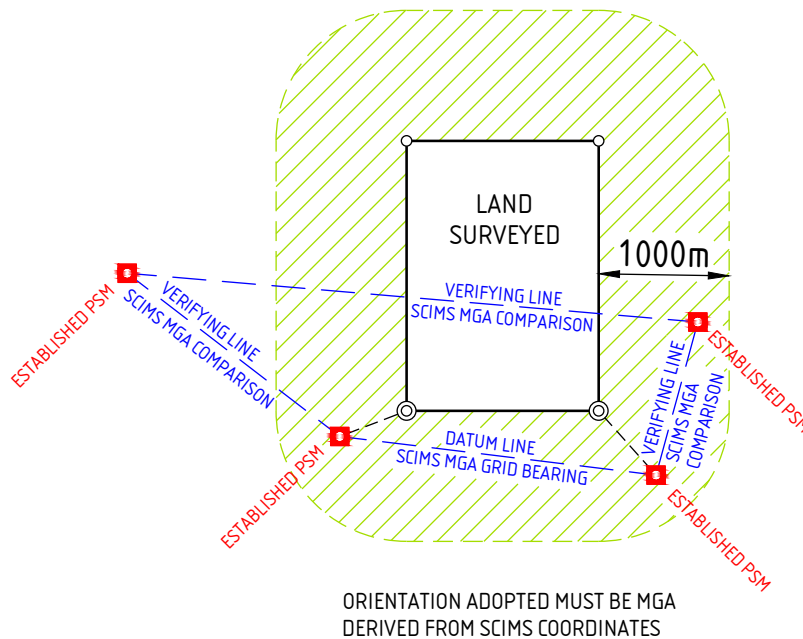 LAND
SURVEYED
1000m
VERIFYING LINE
SCIMS MGA COMPARISON
ESTABLISHED PSM
VERIFYING LINE
SCIMS MGA COMPARISON
ESTABLISHED PSM
VERIFYING LINE
SCIMS MGA
COMPARISON
ESTABLISHED PSM
DATUM LINE
SCIMS MGA GRID BEARING
ESTABLISHED PSM
ORIENTATION ADOPTED MUST BE MGA
DERIVED FROM SCIMS COORDINATES